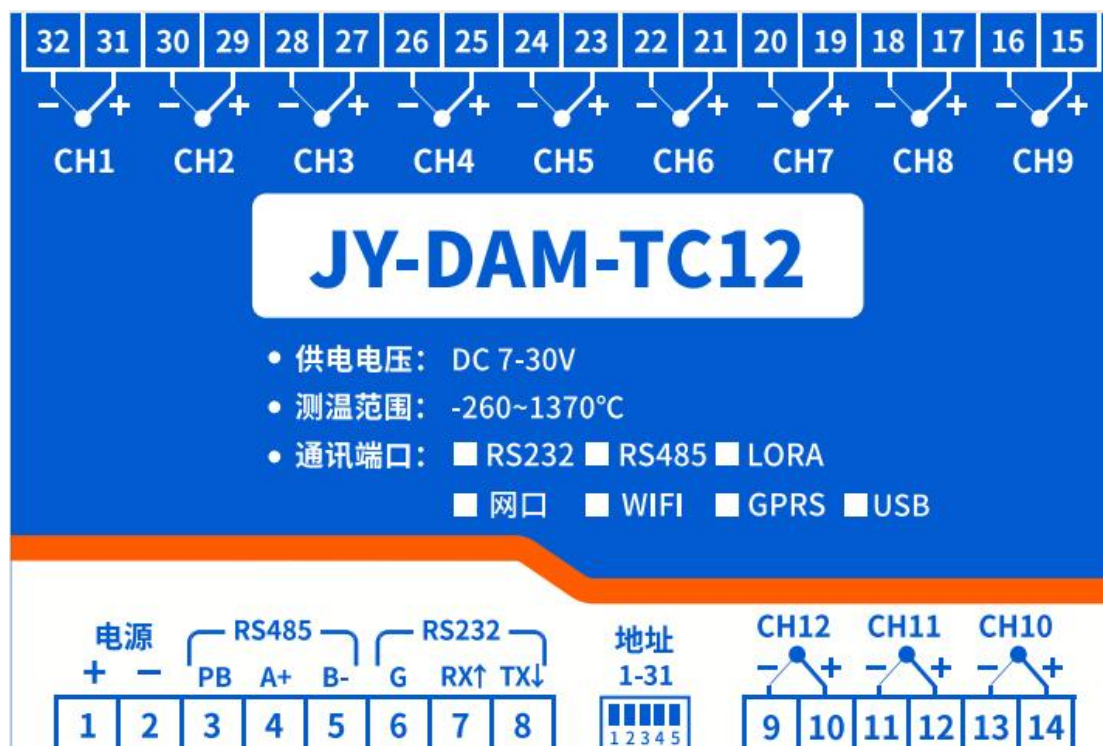 32 31 30 29 28 27 26 25 24 23 22 21 20 19 18 17 16 15
- + - + - + - + - + - + - + - + - +
CH1 CH2 CH3 CH4 CH5 CH6 CH7 CH8 CH9
JY-DAM-TC12
• 供电电压: DC 7-30V
• 测温范围: -260~1370℃
• 通讯端口: ■ RS232 ■ RS485 ■ LORA
■ 网口 ■ WIFI ■ GPRS ■ USB
电源 RS485 RS232 地址 CH12 CH11 CH10
+ - PB A+ B- G RX↑ TX↓ 1-31 - + - + - +
1 2 3 4 5 6 7 8 1 2 3 4 5 9 10 11 12 13 14